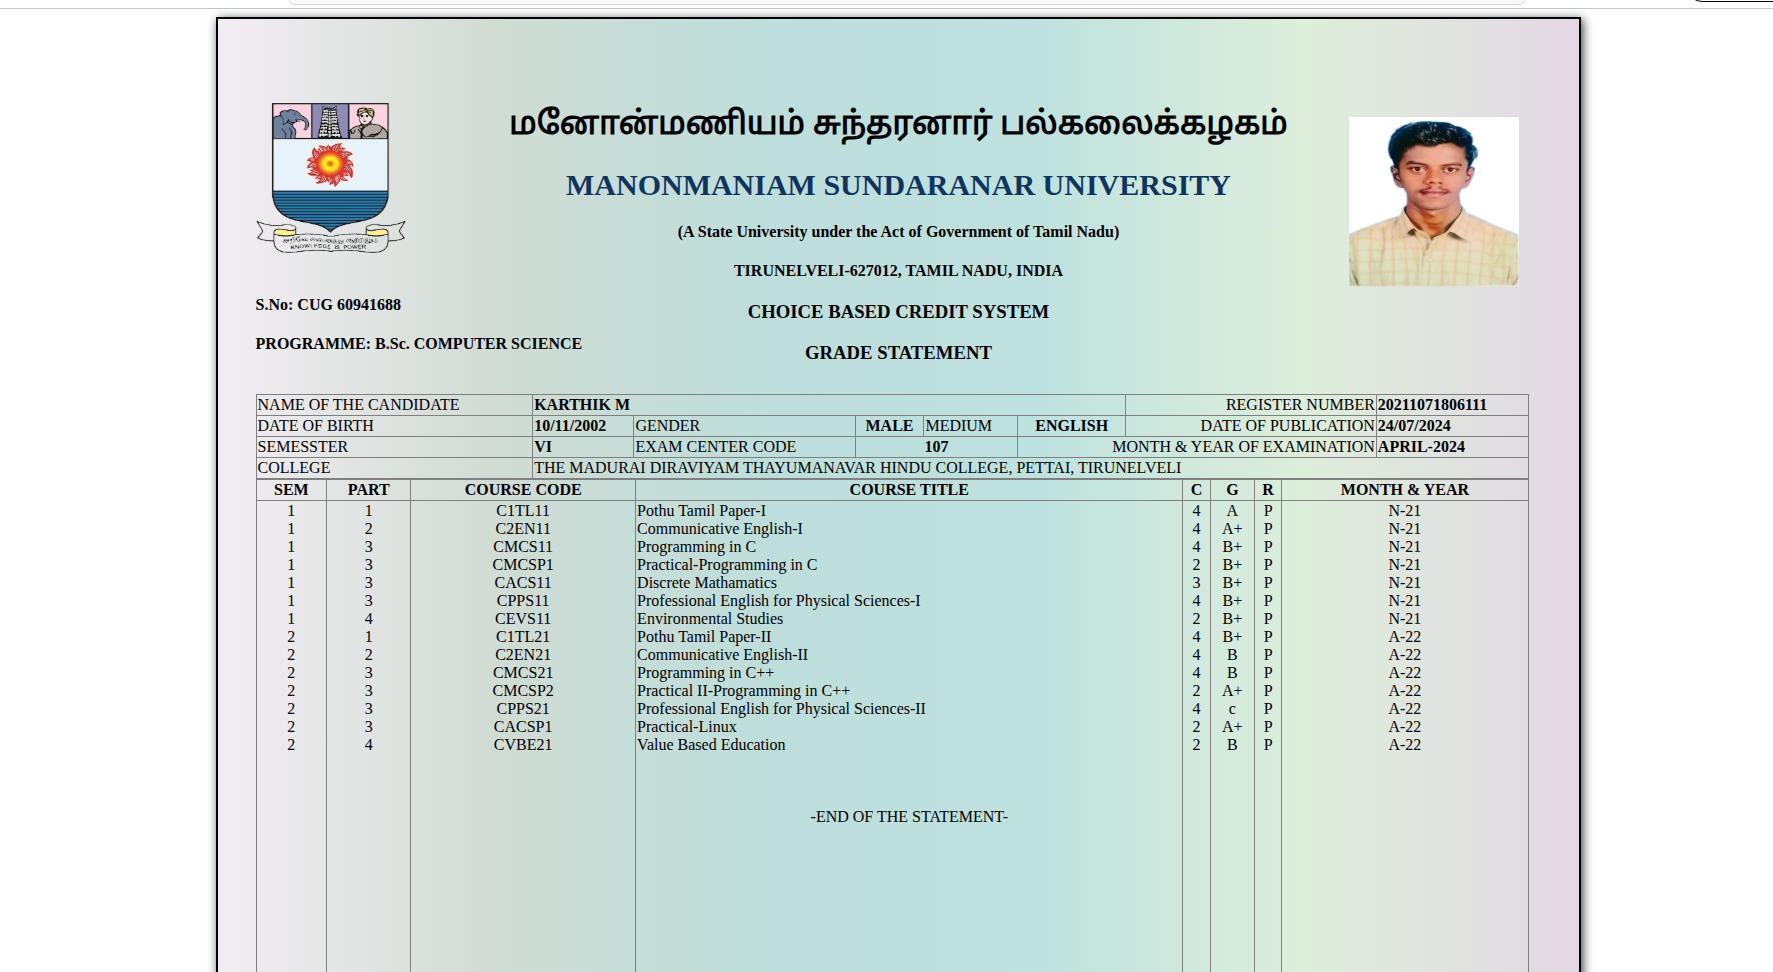 மனோன்மணியம் சுந்தரனார் பல்கலைக்கழகம்
MANONMANIAM SUNDARANAR UNIVERSITY
(A State University under the Act of Government of Tamil Nadu)
TIRUNELVELI-627012, TAMIL NADU, INDIA
KNOWLEDGE IS POWER
S.No: CUG 60941688
CHOICE BASED CREDIT SYSTEM
PROGRAMME: B.Sc. COMPUTER SCIENCE
GRADE STATEMENT
NAME OF THE CANDIDATE KARTHIK M REGISTER NUMBER 20211071806111
DATE OF BIRTH 10/11/2002 GENDER MALE MEDIUM ENGLISH DATE OF PUBLICATION 24/07/2024
SEMESSTER VI EXAM CENTER CODE 107 MONTH & YEAR OF EXAMINATION APRIL-2024
COLLEGE THE MADURAI DIRAVIYAM THAYUMANAVAR HINDU COLLEGE, PETTAI, TIRUNELVELI
SEM PART COURSE CODE COURSE TITLE C G R MONTH & YEAR
1 1 C1TL11 Pothu Tamil Paper-I 4 A P N-21
1 2 C2EN11 Communicative English-I 4 A+ P N-21
1 3 CMCS11 Programming in C 4 B+ P N-21
1 3 CMCSP1 Practical-Programming in C 2 B+ P N-21
1 3 CACS11 Discrete Mathamatics 3 B+ P N-21
1 3 CPPS11 Professional English for Physical Sciences-I 4 B+ P N-21
1 4 CEVS11 Environmental Studies 2 B+ P N-21
2 1 C1TL21 Pothu Tamil Paper-II 4 B+ P A-22
2 2 C2EN21 Communicative English-II 4 B P A-22
2 3 CMCS21 Programming in C++ 4 B P A-22
2 3 CMCSP2 Practical II-Programming in C++ 2 A+ P A-22
2 3 CPPS21 Professional English for Physical Sciences-II 4 c P A-22
2 3 CACSP1 Practical-Linux 2 A+ P A-22
2 4 CVBE21 Value Based Education 2 B P A-22
-END OF THE STATEMENT-